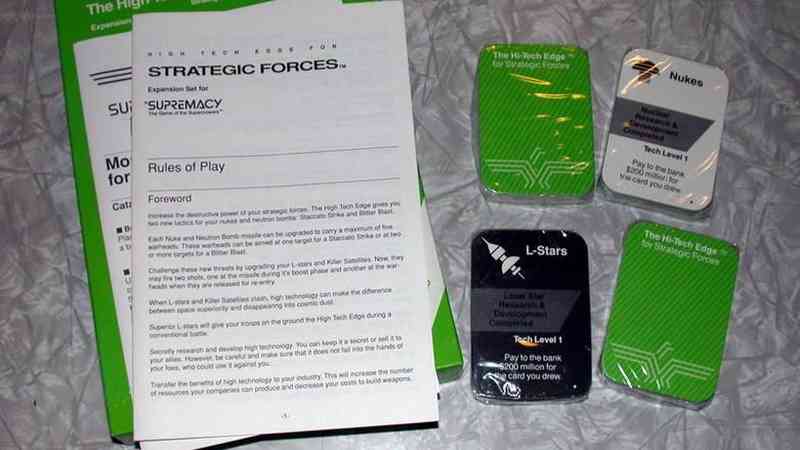 The High Tech
Expansion
Strategic
SU
Mo
for
Cata
HIGH TECH EDGE FOR
STRATEGIC FORCES™
Expansion Set for
SUPREMACY
The Game of the Superpowers™
Rules of Play
Foreword
Increase the destructive power of your strategic forces. The High Tech Edge gives you
two new tactics for your nukes and neutron bombs: Staccato Strike and Blitter Blast.
Each Nuke and Neutron Bomb missile can be upgraded to carry a maximum of five
warheads. These warheads can be aimed at one target for a Staccato Strike or at two
or more targets for a Blitter Blast.
Challenge these new threats by upgrading your L-stars and Killer Satellites. Now, they
may fire two shots, one at the missile during it's boost phase and another at the war-
heads when they are released for re-entry.
When L-stars and Killer Satellites clash, high technology can make the difference
between space superiority and disappearing into cosmic dust.
Superior L-stars will give your troops on the ground the High Tech Edge during a
conventional battle.
Secretly research and develop high technology. You can keep it a secret or sell it to
your allies. However, be careful and make sure that it does not fall into the hands of
your foes, who could use it against you.
Transfer the benefits of high technology to your industry. This will increase the number
of resources your companies can produce and decrease your costs to build weapons.
-1-
The Hi-Tech Edge™
for Strategic Forces
Nukes
Nuclear
Research &
Development
Completed
Tech Level 1
Pay to the bank
$200 million for
the card you drew.
L-Stars
Laser Star
Research &
Development
Completed
Tech Level 1
Pay to the bank
$200 million for
the card you drew.
The Hi-Tech Edge™
for Strategic Forces